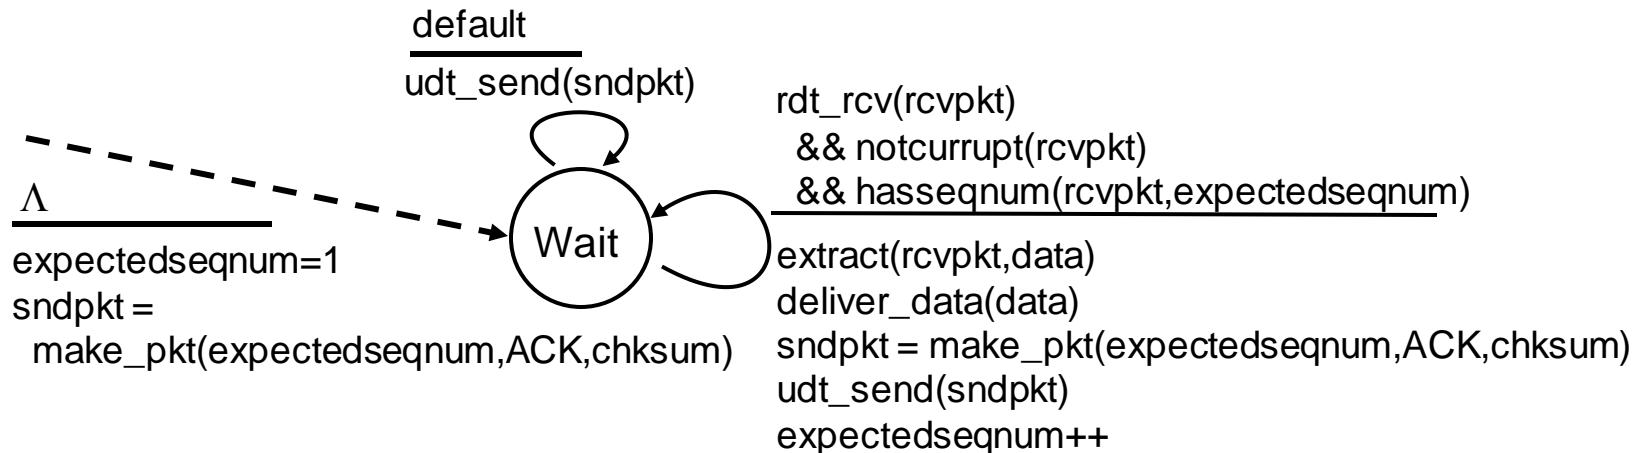 default
udt_send(sndpkt)
rdt_rcv(rcvpkt)
&& notcurrupt(rcvpkt)
&& hasseqnum(rcvpkt,expectedseqnum)
Λ
Wait
expectedseqnum=1
sndpkt =
make_pkt(expectedseqnum,ACK,chksum)
extract(rcvpkt,data)
deliver_data(data)
sndpkt = make_pkt(expectedseqnum,ACK,chksum)
udt_send(sndpkt)
expectedseqnum++